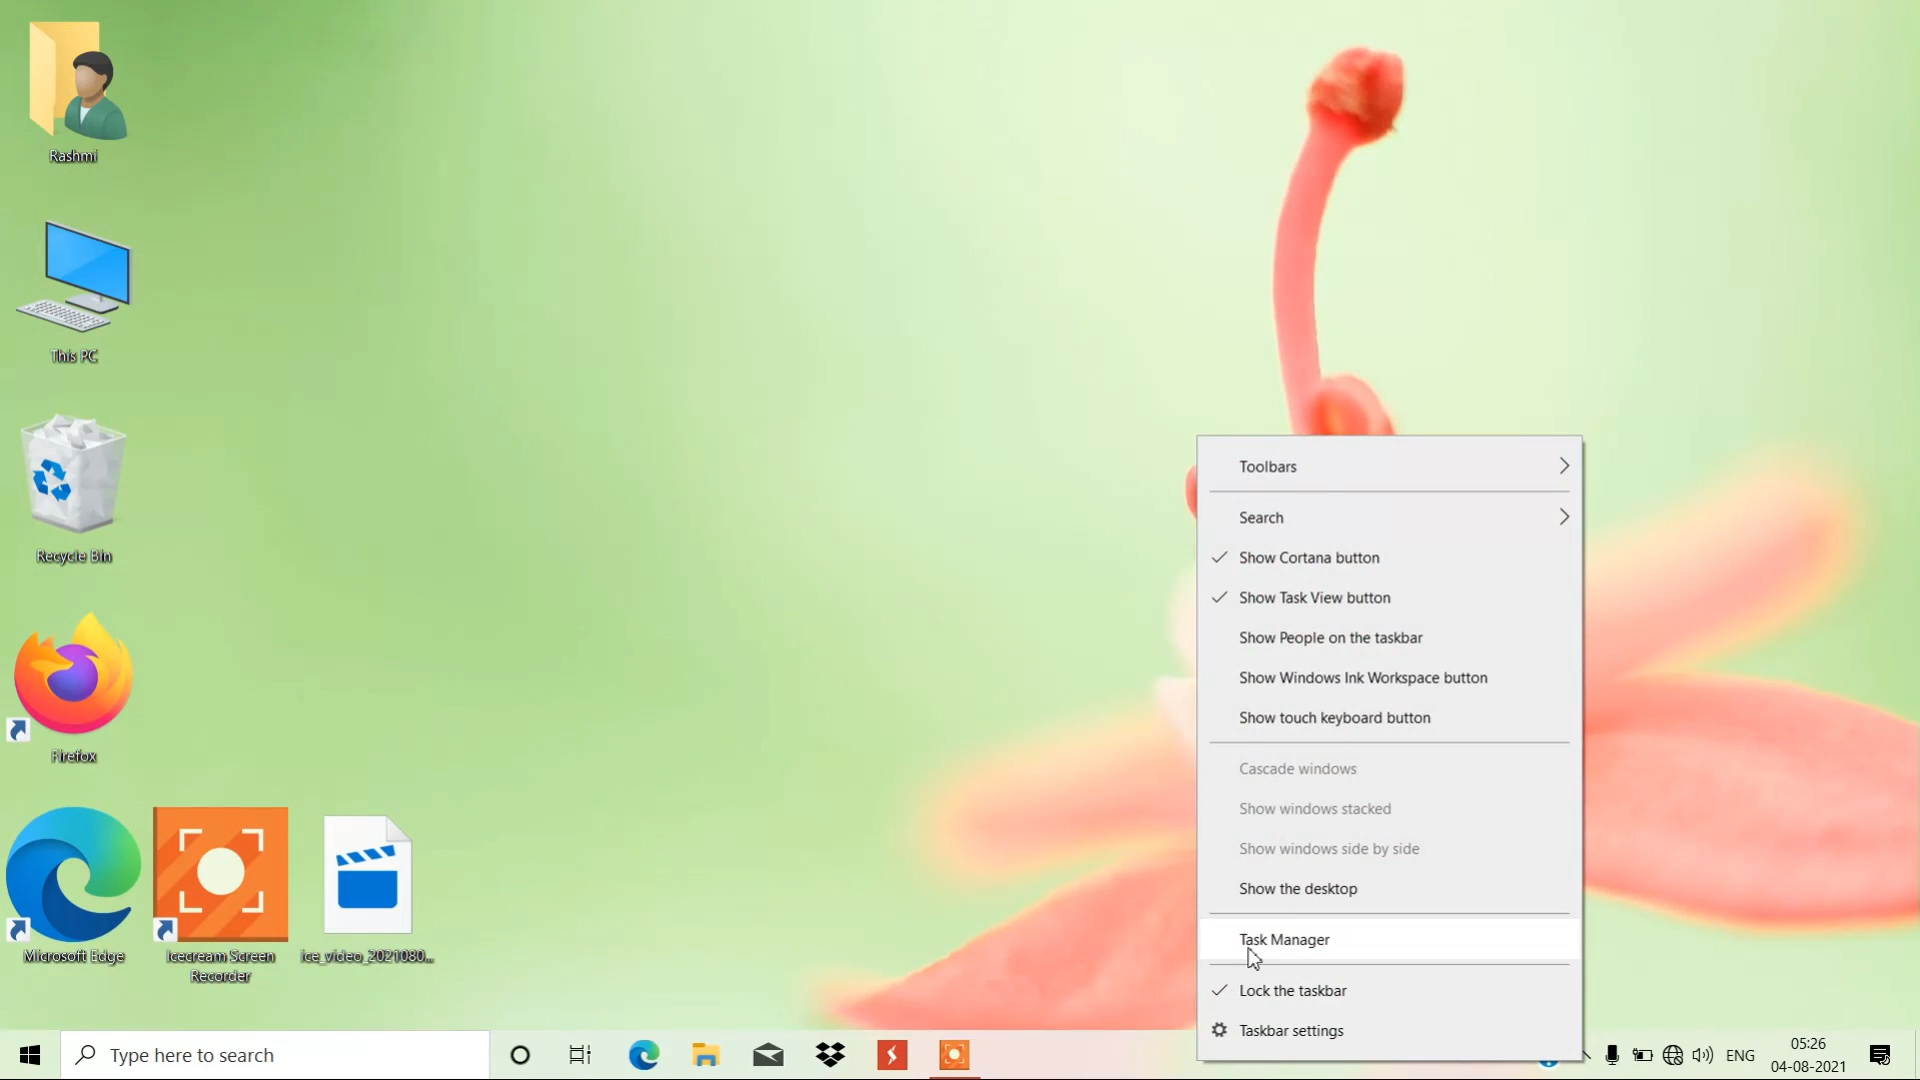 Rashmi
This PC
Recycle Bin
Firefox
Microsoft Edge
Icecream Screen
Recorder
ice_video_2021080...
Toolbars
Search
Show Cortana button
Show Task View button
Show People on the taskbar
Show Windows Ink Workspace button
Show touch keyboard button
Cascade windows
Show windows stacked
Show windows side by side
Show the desktop
Task Manager
Lock the taskbar
Taskbar settings
Type here to search
ENG
05:26
04-08-2021